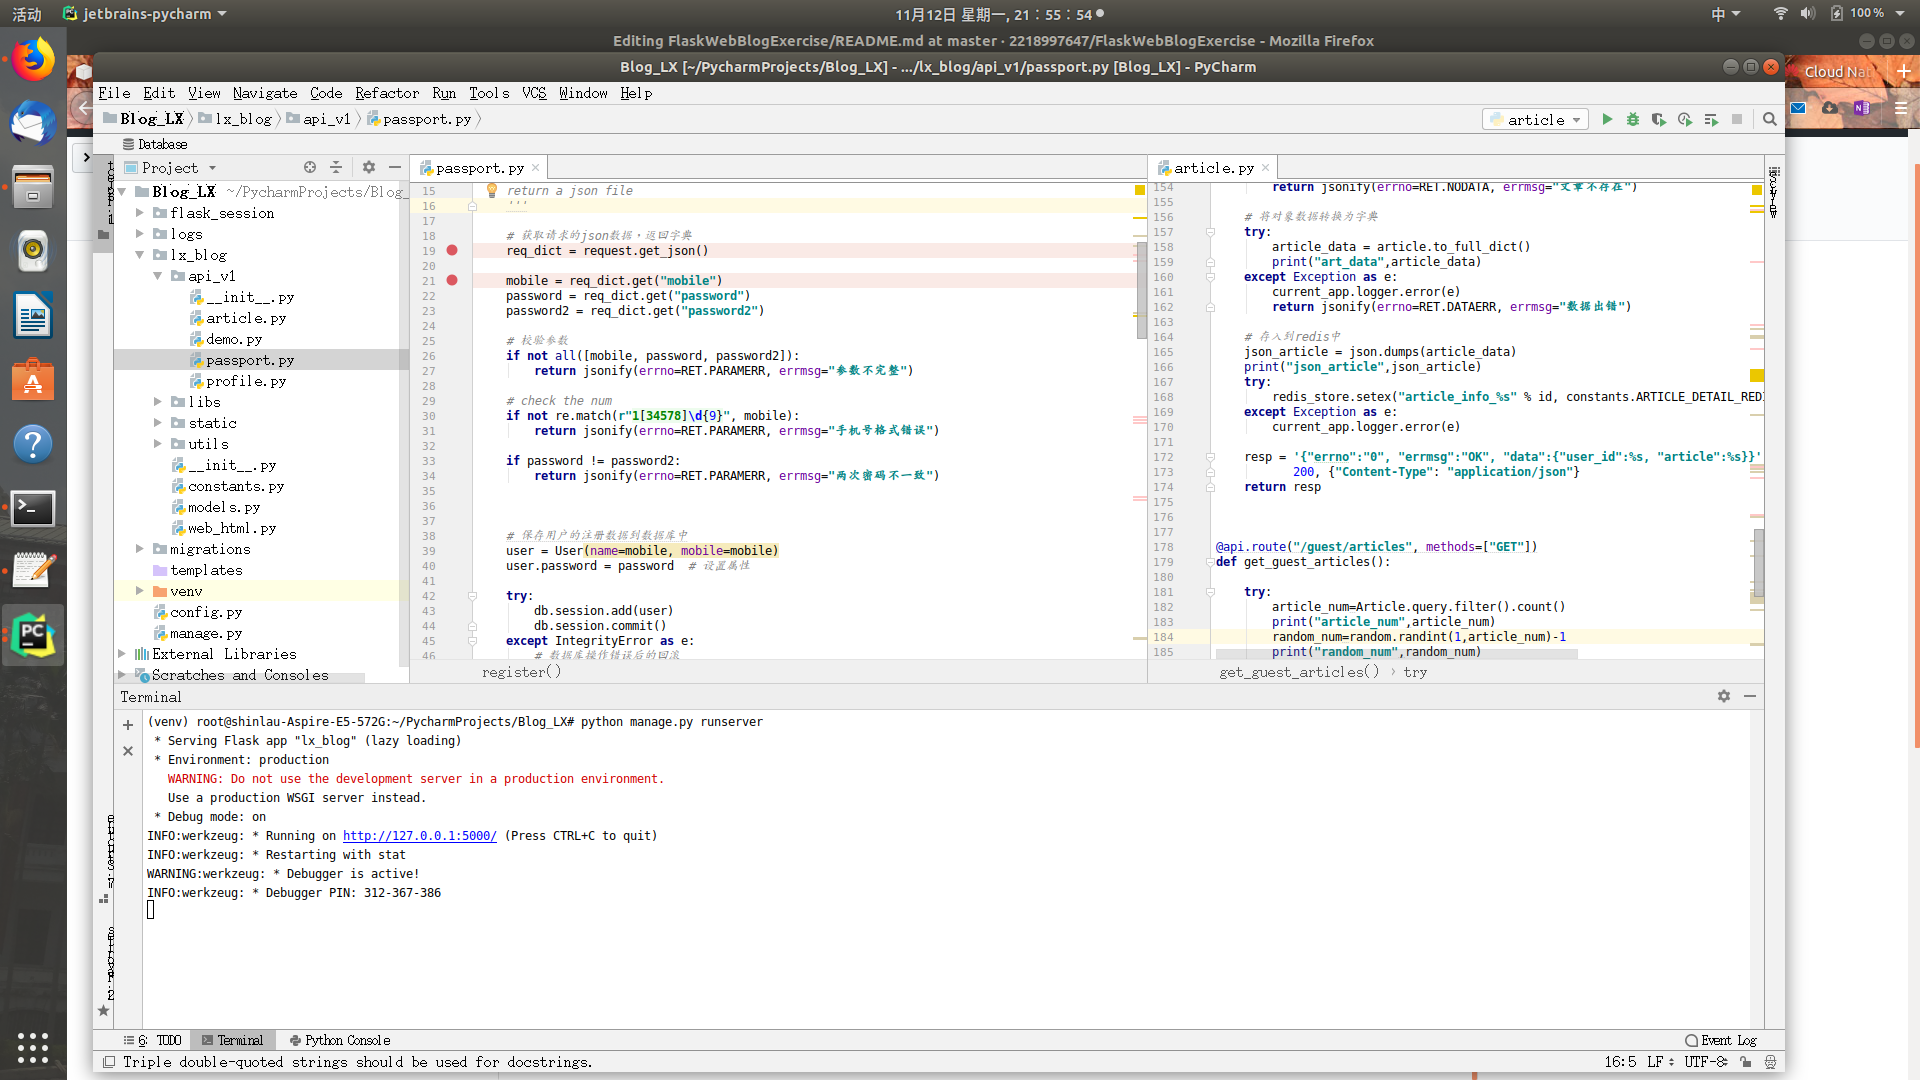 活动 jetbrains-pycharm 11月12日 星期一, 21：55：54 中 100%
Editing FlaskWebBlogExercise/README.md at master · 2218997647/FlaskWebBlogExercise - Mozilla Firefox
Blog_LX [~/PycharmProjects/Blog_LX] - .../lx_blog/api_v1/passport.py [Blog_LX] - PyCharm
Cloud Na
File Edit View Navigate Code Refactor Run Tools VCS Window Help
Blog_LX lx_blog api_v1 passport.py article
Database
Project
Blog_LX ~/PycharmProjects/Blog_
flask_session
logs
lx_blog
api_v1
__init__.py
article.py
demo.py
passport.py
profile.py
libs
static
utils
__init__.py
constants.py
models.py
web_html.py
migrations
templates
venv
config.py
manage.py
External Libraries
Scratches and Consoles
passport.py
15 return a json file
16 '''
17
18 # 获取请求的json数据，返回字典
19 req_dict = request.get_json()
20
21 mobile = req_dict.get("mobile")
22 password = req_dict.get("password")
23 password2 = req_dict.get("password2")
24
25 # 校验参数
26 if not all([mobile, password, password2]):
27 return jsonify(errno=RET.PARAMERR, errmsg="参数不完整")
28
29 # check the num
30 if not re.match(r"1[34578]\d{9}", mobile):
31 return jsonify(errno=RET.PARAMERR, errmsg="手机号格式错误")
32
33 if password != password2:
34 return jsonify(errno=RET.PARAMERR, errmsg="两次密码不一致")
35
36
37
38 # 保存用户的注册数据到数据库中
39 user = User(name=mobile, mobile=mobile)
40 user.password = password # 设置属性
41
42 try:
43 db.session.add(user)
44 db.session.commit()
45 except IntegrityError as e:
46 # 数据库操作错误后的回滚
register()
article.py
154 return jsonify(errno=RET.NODATA, errmsg="文章不存在")
155
156 # 将对象数据转换为字典
157 try:
158 article_data = article.to_full_dict()
159 print("art_data",article_data)
160 except Exception as e:
161 current_app.logger.error(e)
162 return jsonify(errno=RET.DATAERR, errmsg="数据出错")
163
164 # 存入到redis中
165 json_article = json.dumps(article_data)
166 print("json_article",json_article)
167 try:
168 redis_store.setex("article_info_%s" % id, constants.ARTICLE_DETAIL_RED
169 except Exception as e:
170 current_app.logger.error(e)
171
172 resp = '{"errno":"0", "errmsg":"OK", "data":{"user_id":%s, "article":%s}}'
173 200, {"Content-Type": "application/json"}
174 return resp
175
176
177
178 @api.route("/guest/articles", methods=["GET"])
179 def get_guest_articles():
180
181 try:
182 article_num=Article.query.filter().count()
183 print("article_num",article_num)
184 random_num=random.randint(1,article_num)-1
185 print("random_num",random_num)
get_guest_articles() › try
Terminal
(venv) root@shinlau-Aspire-E5-572G:~/PycharmProjects/Blog_LX# python manage.py runserver
* Serving Flask app "lx_blog" (lazy loading)
* Environment: production
WARNING: Do not use the development server in a production environment.
Use a production WSGI server instead.
* Debug mode: on
INFO:werkzeug: * Running on http://127.0.0.1:5000/ (Press CTRL+C to quit)
INFO:werkzeug: * Restarting with stat
WARNING:werkzeug: * Debugger is active!
INFO:werkzeug: * Debugger PIN: 312-367-386
6: TODO Terminal Python Console Event Log
Triple double-quoted strings should be used for docstrings. 16:5 LF UTF-8